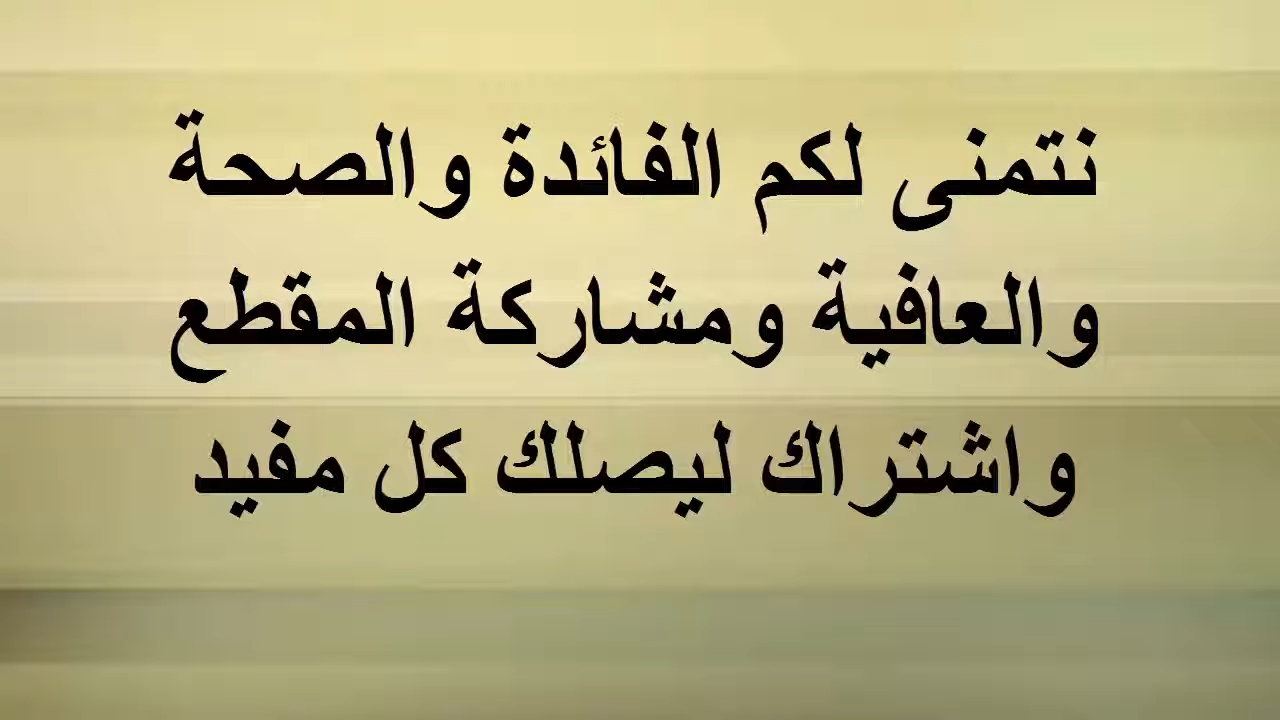 نتمنى لكم الفائدة والصحة
والعافية ومشاركة المقطع
واشتراك ليصلك كل مفيد